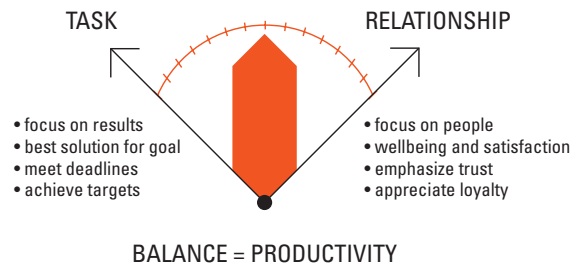 TASK
RELATIONSHIP
• focus on results
• best solution for goal
• meet deadlines
• achieve targets
• focus on people
• wellbeing and satisfaction
• emphasize trust
• appreciate loyalty
BALANCE = PRODUCTIVITY